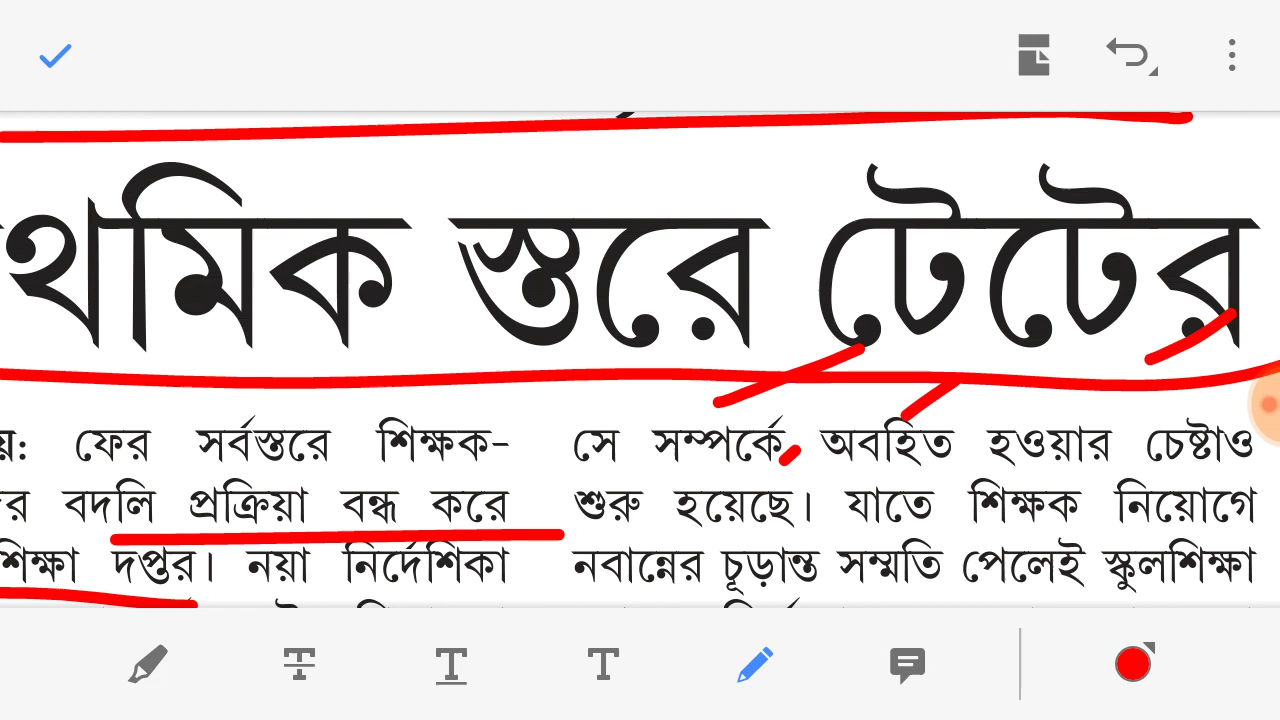 থমিক স্তরে টেটের
য়: ফের সর্বস্তরে শিক্ষক-
র বদলি প্রক্রিয়া বন্ধ করে
শিক্ষা দপ্তর। নয়া নির্দেশিকা
সে সম্পর্কে অবহিত হওয়ার চেষ্টাও
শুরু হয়েছে। যাতে শিক্ষক নিয়োগে
নবান্নের চূড়ান্ত সম্মতি পেলেই স্কুলশিক্ষা